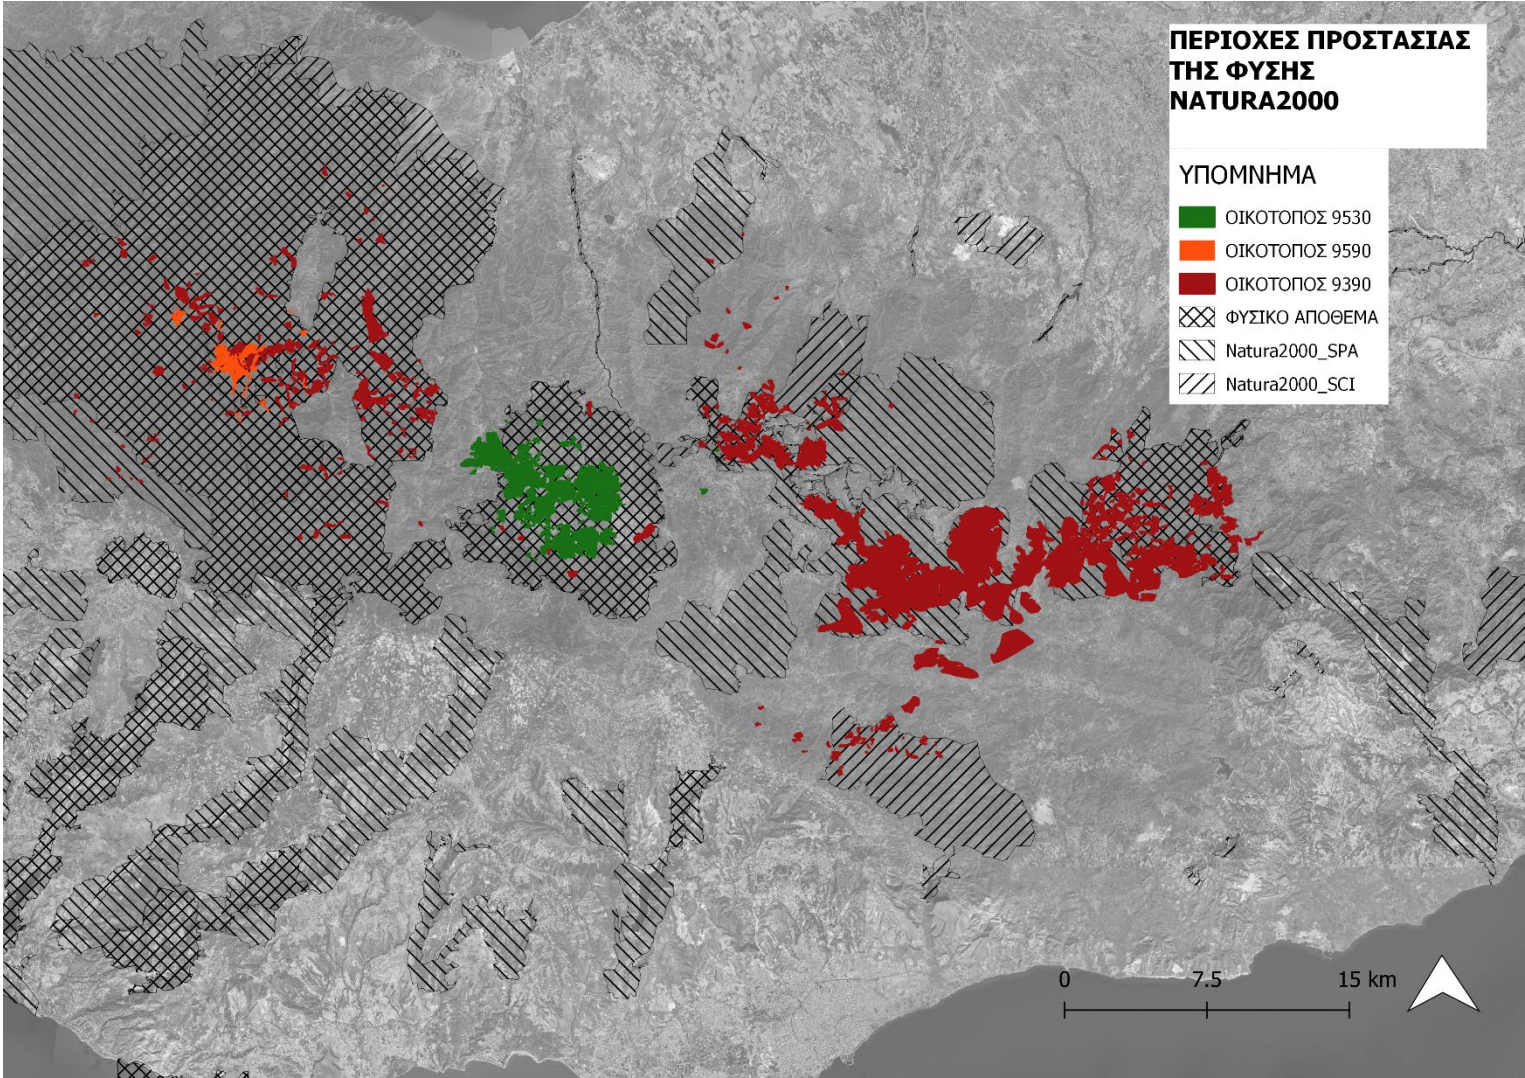 ΠΕΡΙΟΧΕΣ ΠΡΟΣΤΑΣΙΑΣ
ΤΗΣ ΦΥΣΗΣ
NATURA2000
ΥΠΟΜΝΗΜΑ
ΟΙΚΟΤΟΠΟΣ 9530
ΟΙΚΟΤΟΠΟΣ 9590
ΟΙΚΟΤΟΠΟΣ 9390
ΦΥΣΙΚΟ ΑΠΟΘΕΜΑ
Natura2000_SPA
Natura2000_SCI
0 7.5 15 km